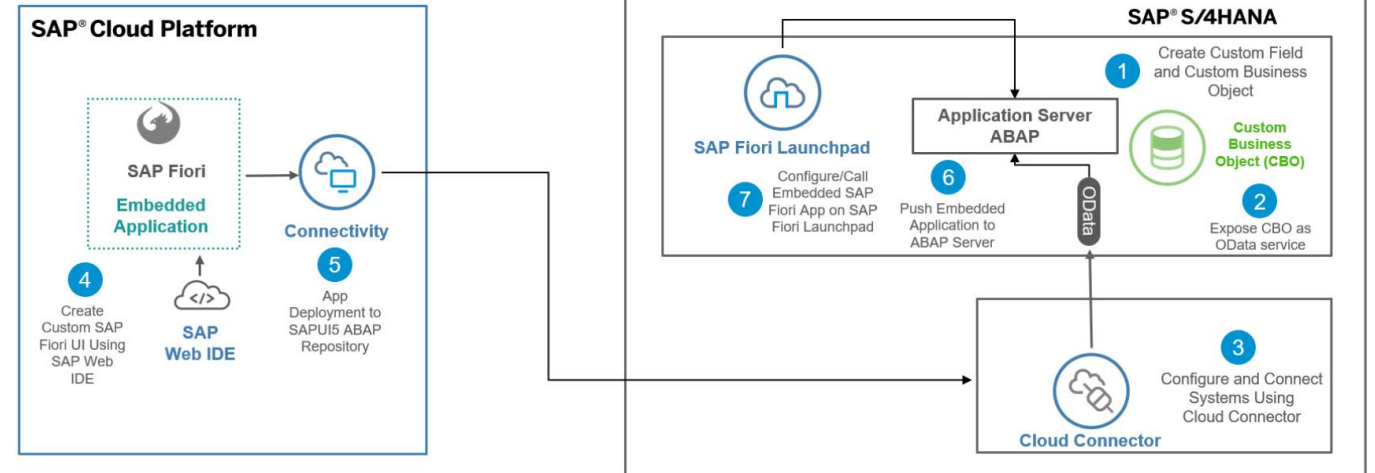 SAP® Cloud Platform
SAP Fiori
Embedded
Application
Connectivity
4
Create
Custom SAP
Fiori UI Using
SAP Web
IDE
</>
SAP
Web IDE
5
App
Deployment to
SAPUI5 ABAP
Repository
SAP® S/4HANA
SAP Fiori Launchpad
7
Configure/Call
Embedded SAP
Fiori App on SAP
Fiori Launchpad
Application Server
ABAP
6
Push Embedded
Application to
ABAP Server
OData
1
Create Custom Field
and Custom Business
Object
Custom
Business
Object (CBO)
2
Expose CBO as
OData service
3
Configure and Connect
Systems Using
Cloud Connector
Cloud Connector